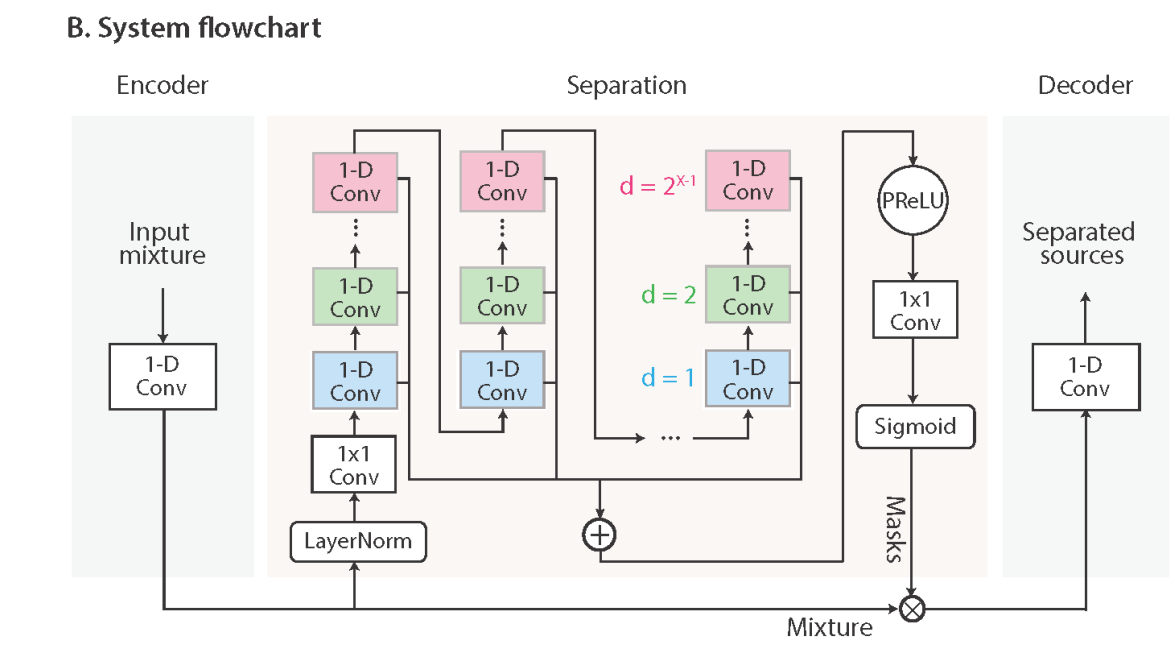 B. System flowchart
Encoder
Separation
Decoder
Input
mixture
1-D
Conv
1-D
Conv
⋮
1-D
Conv
1-D
Conv
1x1
Conv
LayerNorm
1-D
Conv
⋮
1-D
Conv
1-D
Conv
d = 2^{X-1}
d = 2
d = 1
...
1-D
Conv
⋮
1-D
Conv
1-D
Conv
+
PReLU
1x1
Conv
Sigmoid
Masks
Mixture
Separated
sources
1-D
Conv